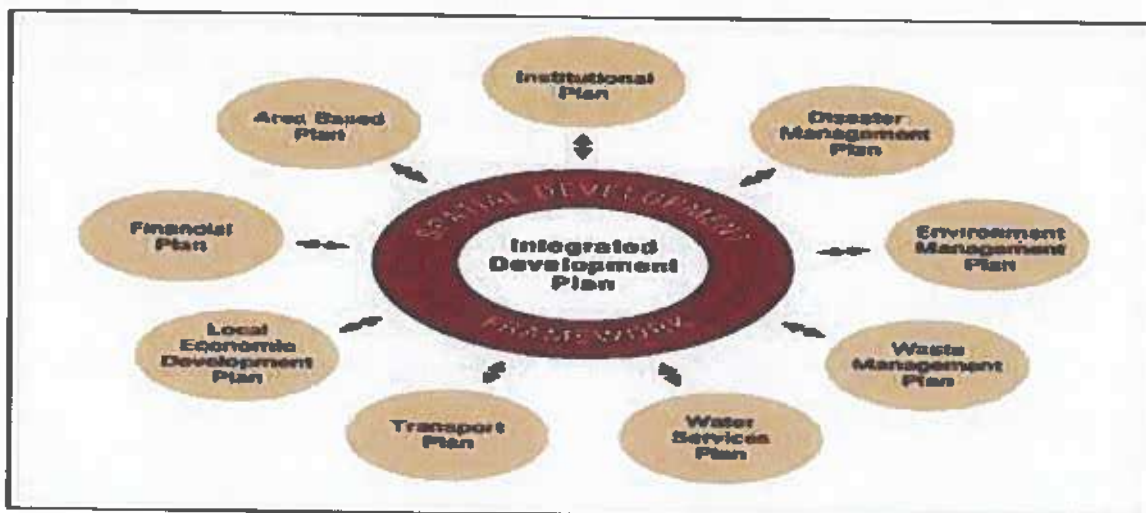 Institutional
Plan
Area Based
Plan
Disaster
Management
Plan
SPATIAL DEVELOPMENT
Financial
Plan
Integrated
Development
Plan
Environment
Management
Plan
FRAMEWORK
Local
Economic
Development
Plan
Waste
Management
Plan
Transport
Plan
Water
Services
Plan